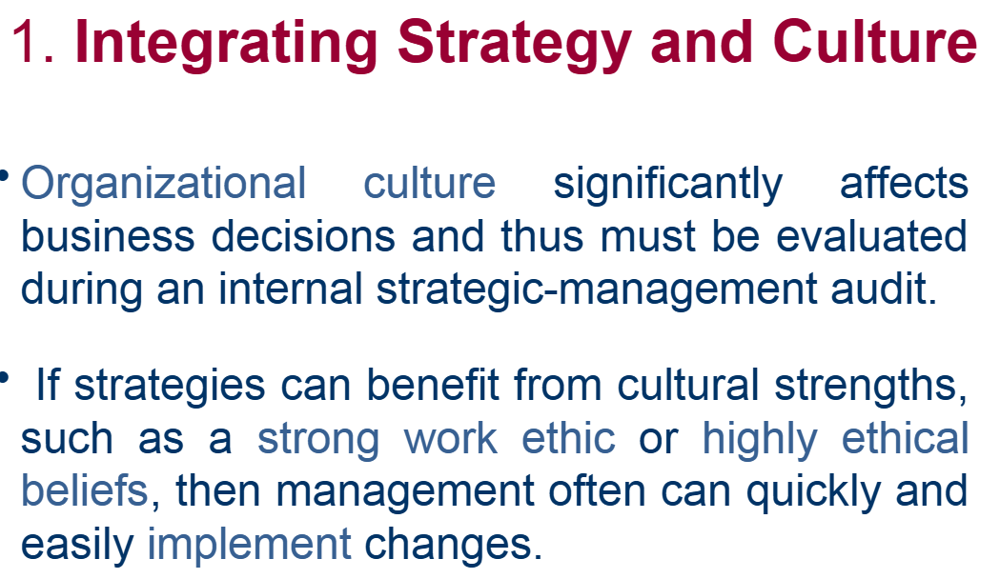 1. Integrating Strategy and Culture
• Organizational culture significantly affects
business decisions and thus must be evaluated
during an internal strategic-management audit.
• If strategies can benefit from cultural strengths,
such as a strong work ethic or highly ethical
beliefs, then management often can quickly and
easily implement changes.